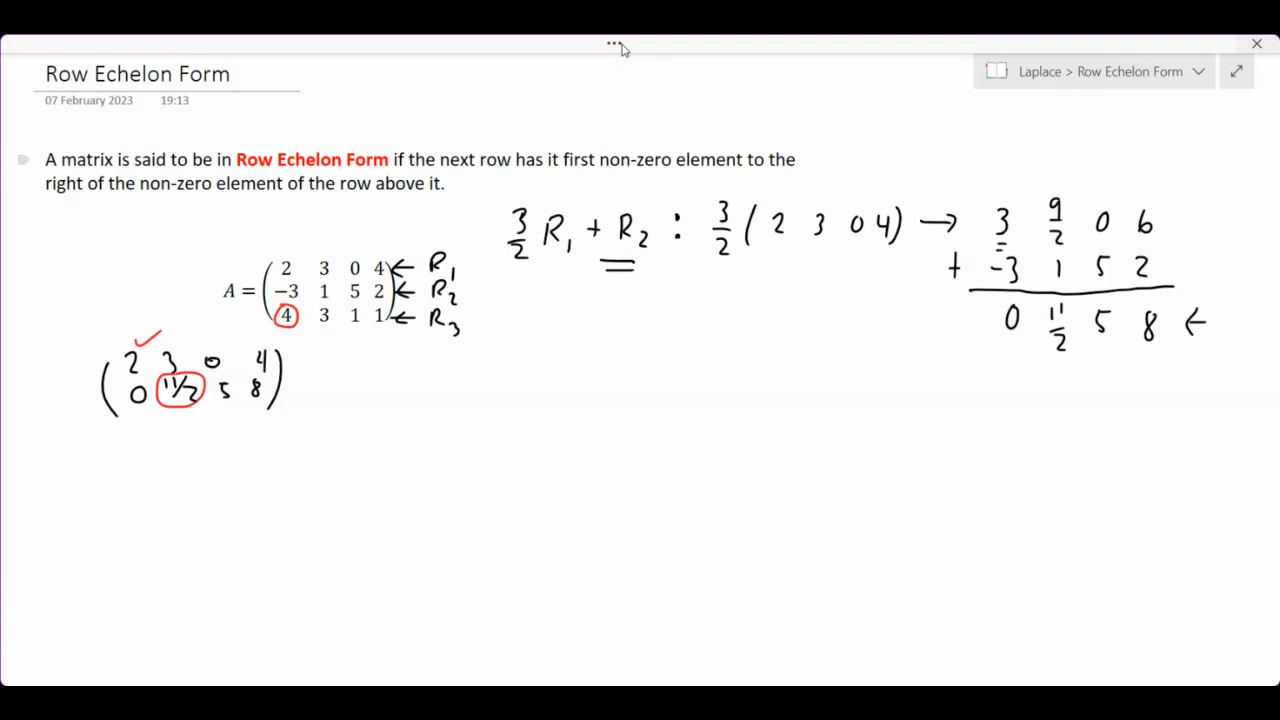 ...
Row Echelon Form
Laplace > Row Echelon Form
07 February 2023 19:13
A matrix is said to be in Row Echelon Form if the next row has it first non-zero element to the
right of the non-zero element of the row above it.
3/2 R₁ + R₂ : 3/2 ( 2 3 0 4 ) → 3 9/2 0 6
+ -3 1 5 2
0 11/2 5 8 ←
A = ( 2 3 0 4 ) ← R₁
−3 1 5 2 ← R₂
4 3 1 1 ← R₃
( 2 3 0 4 )
0 11/2 5 8